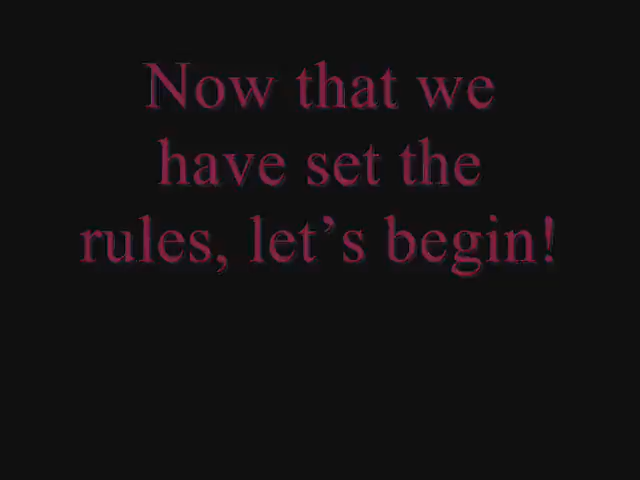 Now that we
have set the
rules, let’s begin!